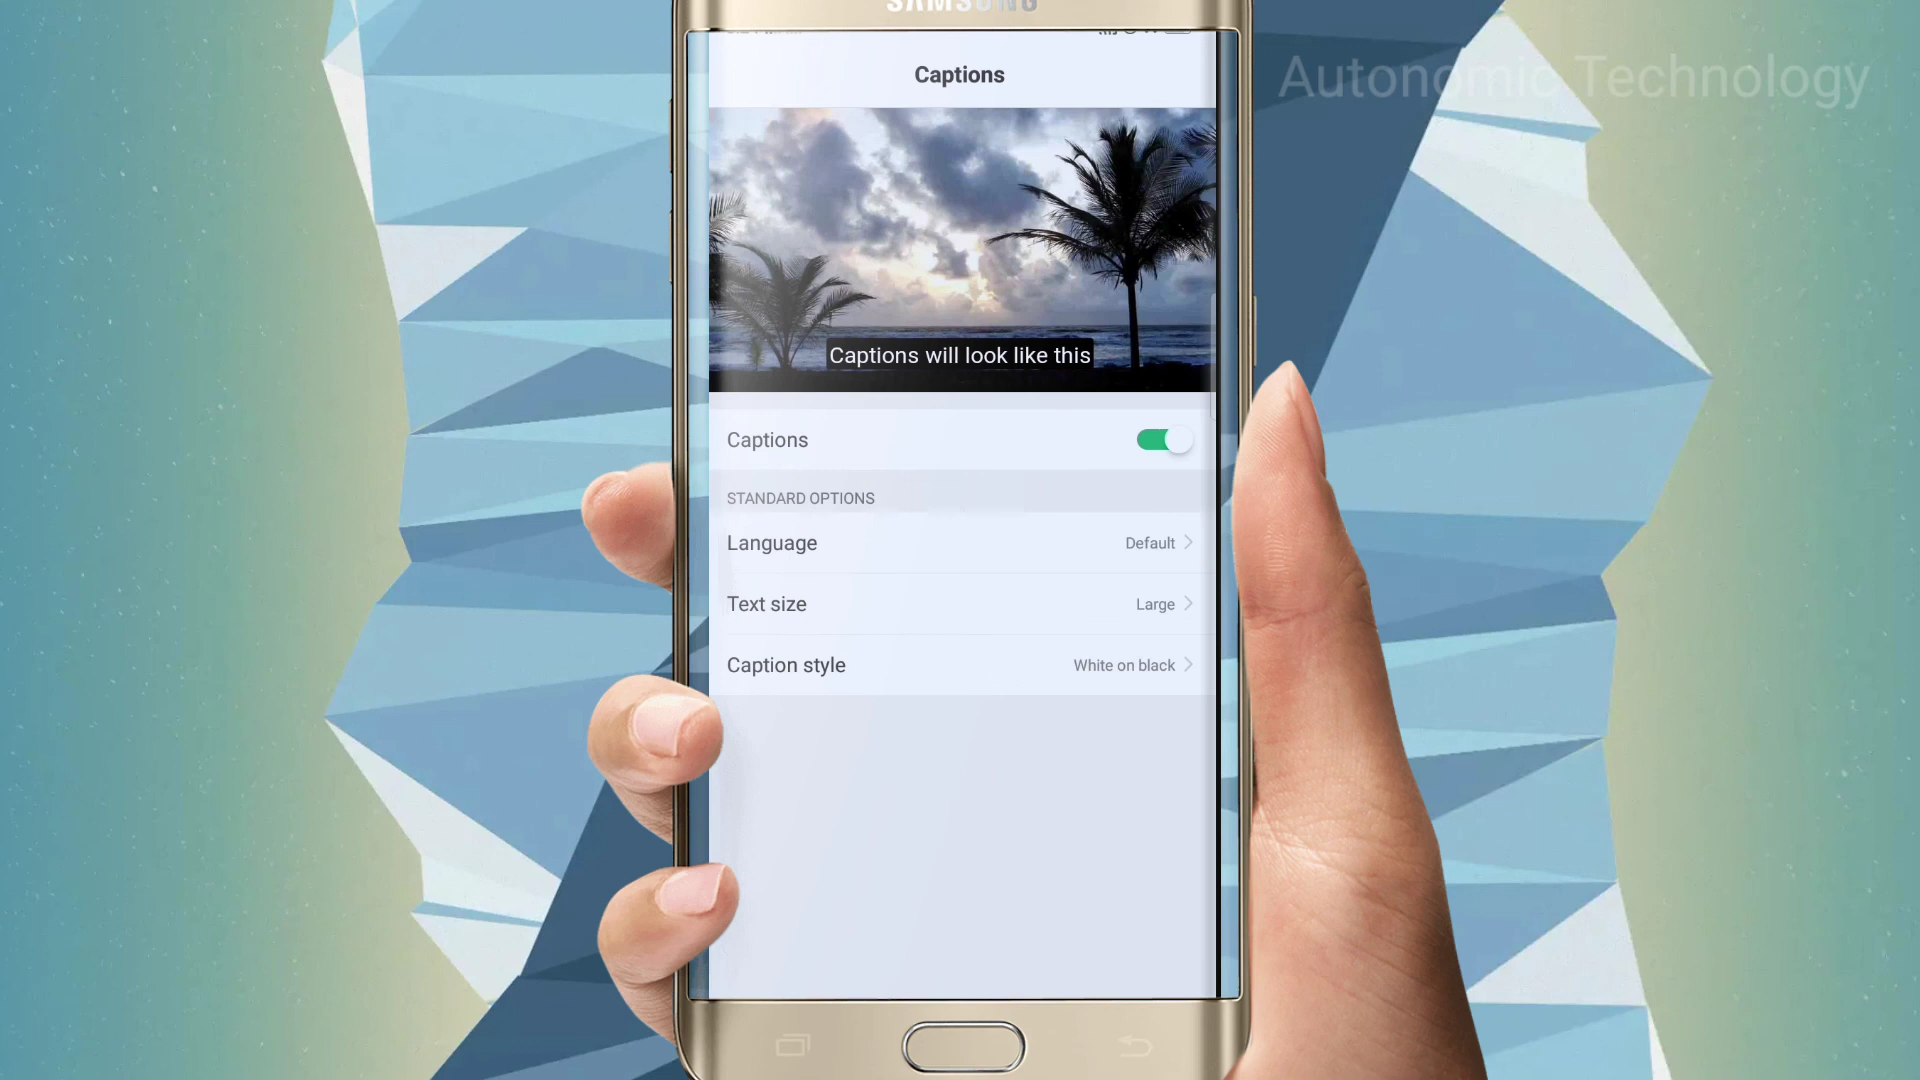 SAMSUNG
Autonomic Technology
Captions
Captions will look like this
Captions
STANDARD OPTIONS
Language Default
Text size Large
Caption style White on black